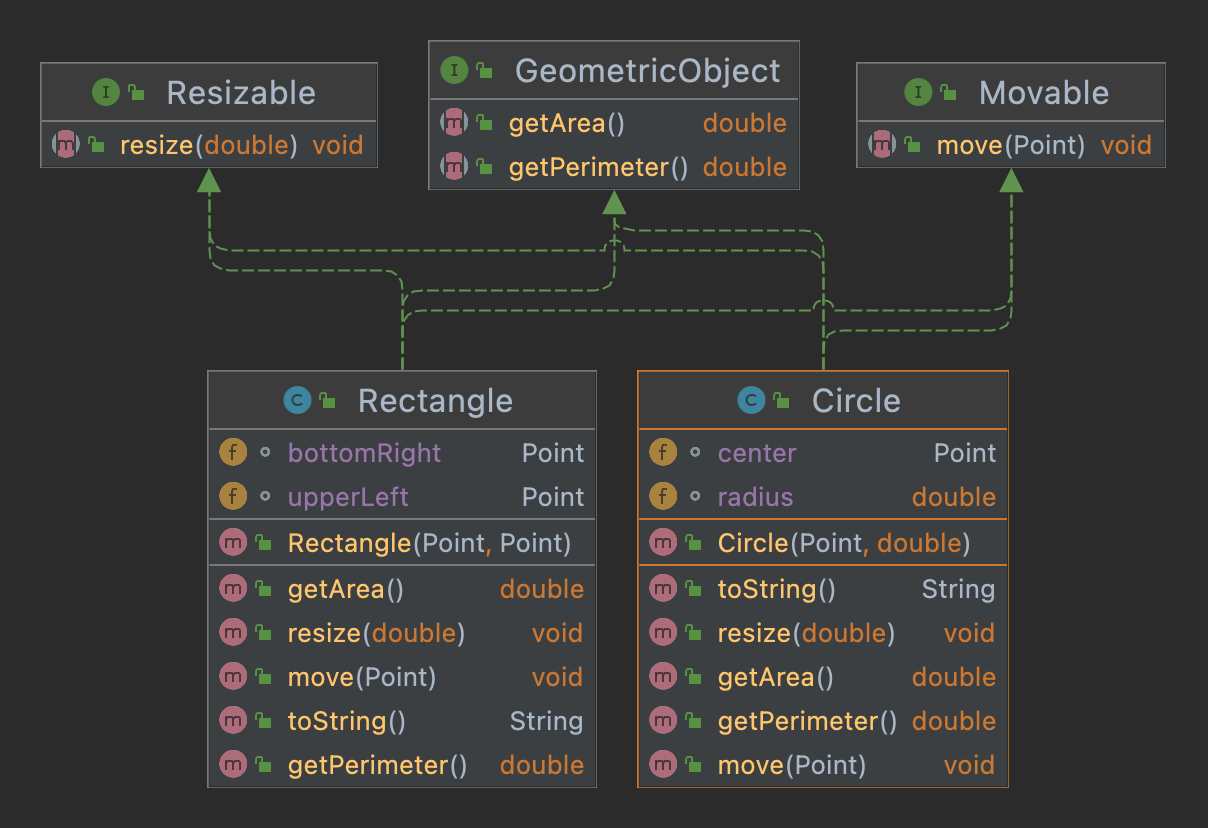 Resizable
resize(double) void
GeometricObject
getArea() double
getPerimeter() double
Movable
move(Point) void
Rectangle
bottomRight Point
upperLeft Point
Rectangle(Point, Point)
getArea() double
resize(double) void
move(Point) void
toString() String
getPerimeter() double
Circle
center Point
radius double
Circle(Point, double)
toString() String
resize(double) void
getArea() double
getPerimeter() double
move(Point) void